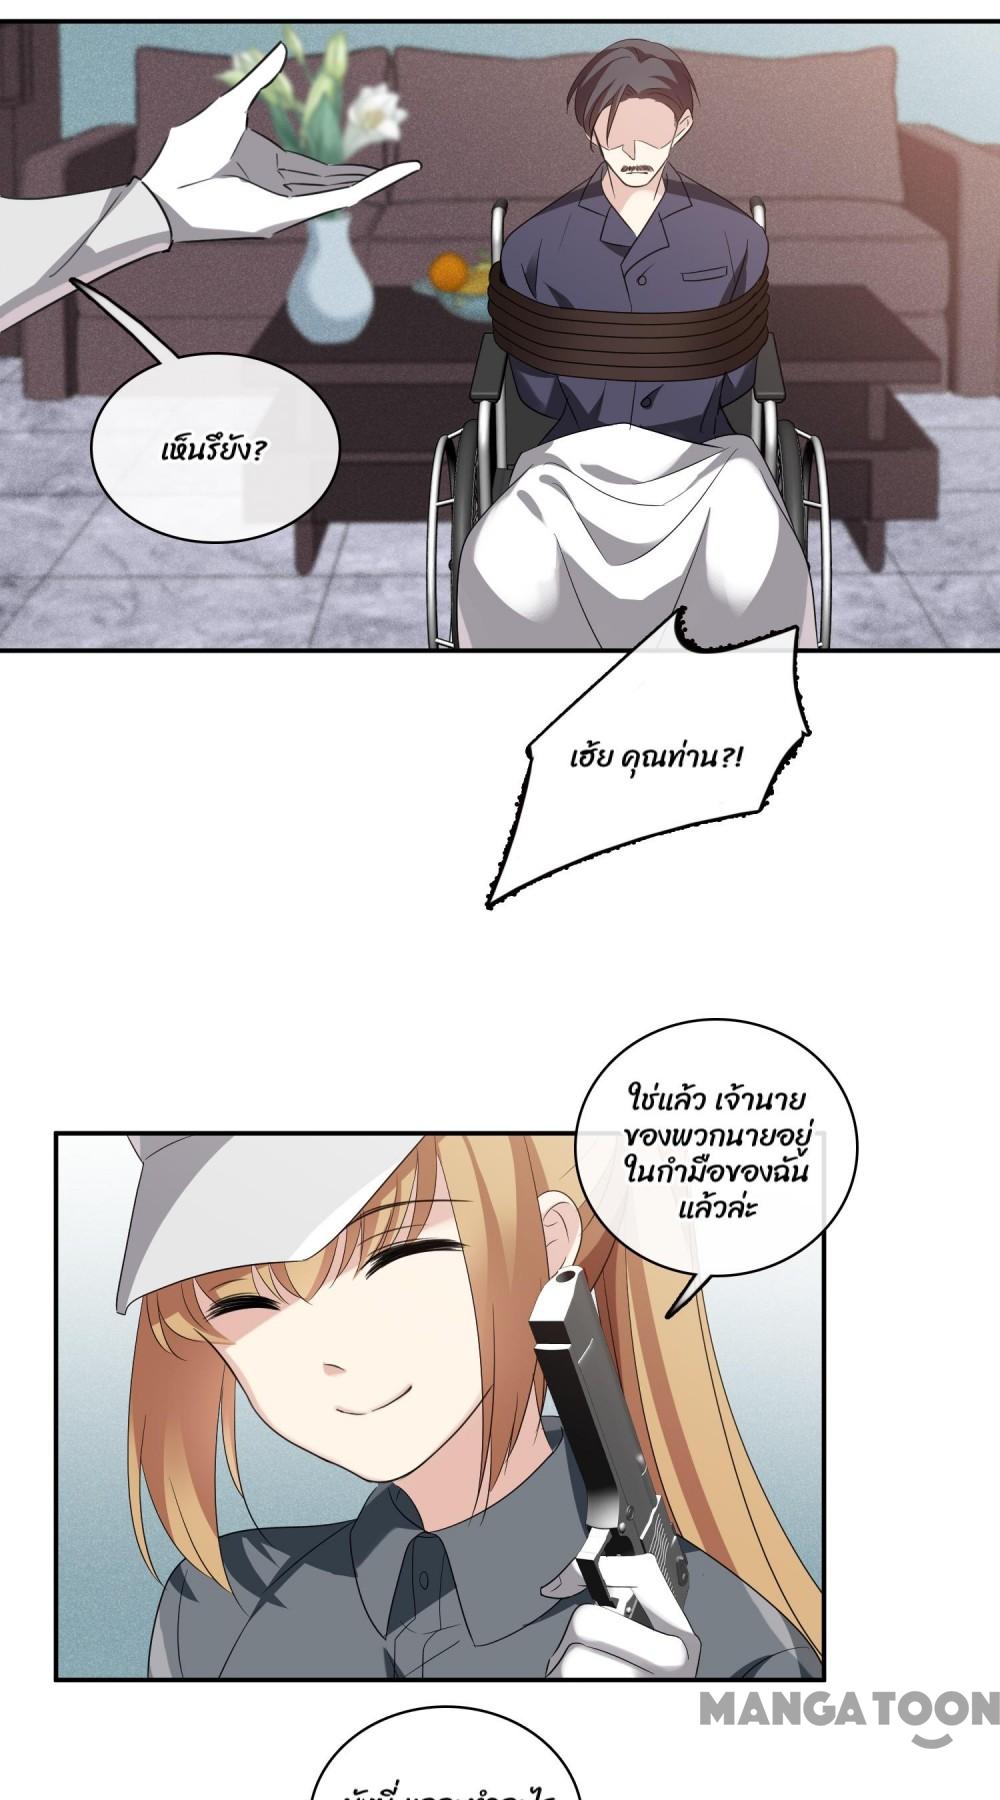 เห็นรึยัง?
เฮ้ย คุณท่าน?!
ใช่แล้ว เจ้านาย
ของพวกนายอยู่
ในกำมือของฉัน
แล้วล่ะ
MANGATOON